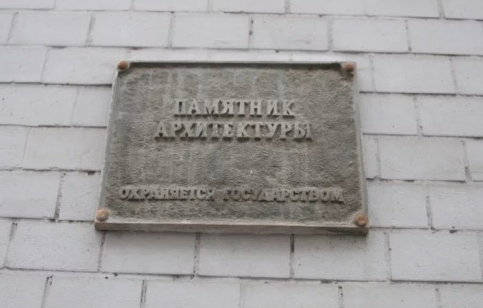 ПАМЯТНИК
АРХИТЕКТУРЫ
ОХРАНЯЕТСЯ ГОСУДАРСТВОМ